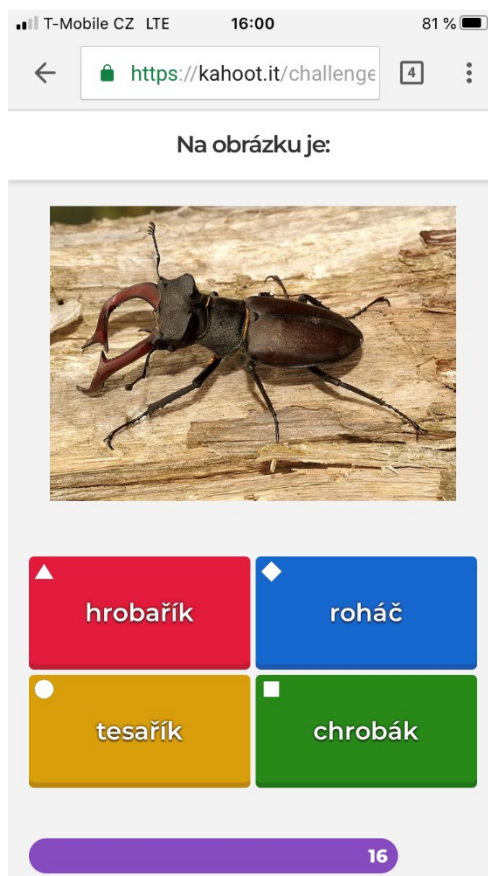 T-Mobile CZ LTE 16:00 81 %
https://kahoot.it/challenge 4
Na obrázku je:
hrobařík
roháč
tesařík
chrobák
16